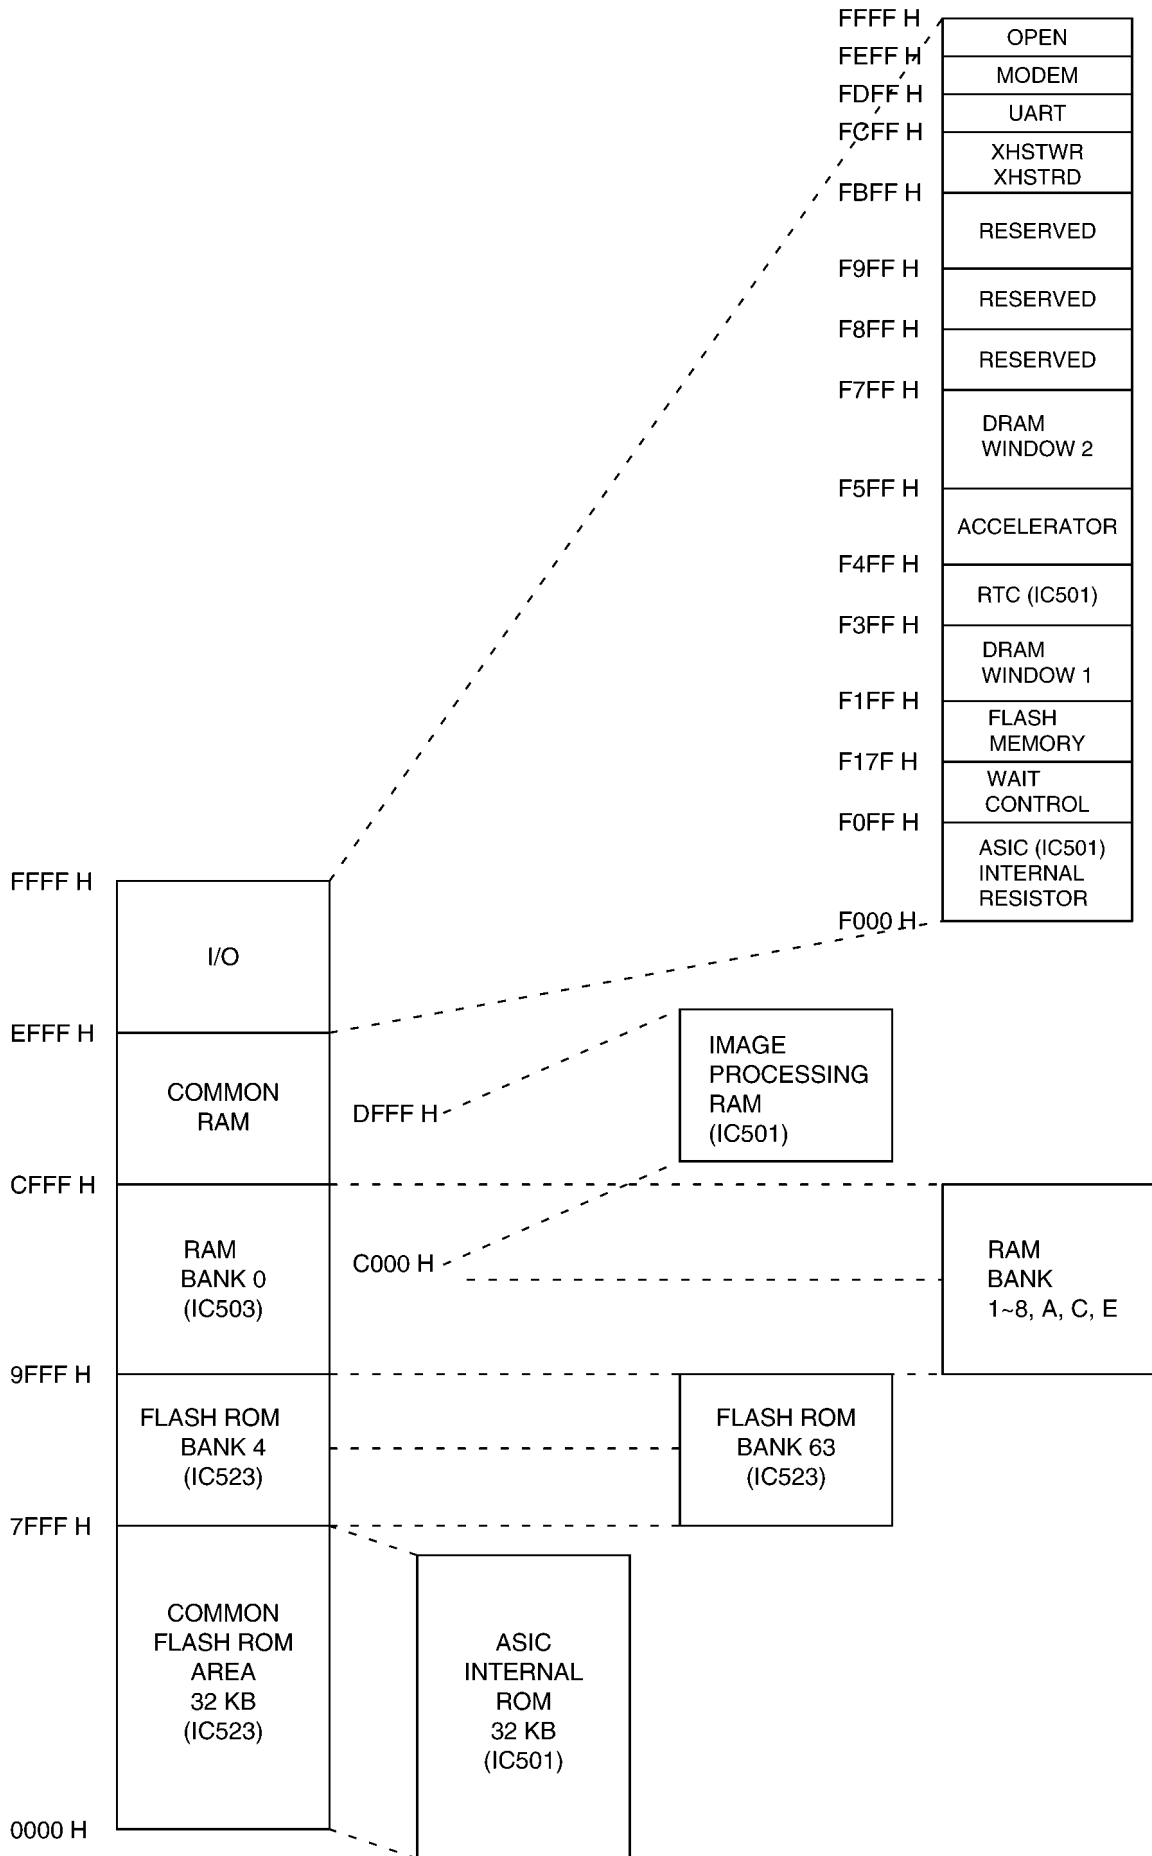 FFFF H
OPEN
FEFF H
MODEM
FDFF H
UART
FCFF H
XHSTWR
XHSTRD
FBFF H
RESERVED
F9FF H
RESERVED
F8FF H
RESERVED
F7FF H
DRAM
WINDOW 2
F5FF H
ACCELERATOR
F4FF H
RTC (IC501)
F3FF H
DRAM
WINDOW 1
F1FF H
FLASH
MEMORY
F17F H
WAIT
CONTROL
F0FF H
ASIC (IC501)
INTERNAL
RESISTOR
F000 H
FFFF H
I/O
EFFF H
COMMON
RAM
DFFF H
IMAGE
PROCESSING
RAM
(IC501)
CFFF H
RAM
BANK 0
(IC503)
C000 H
RAM
BANK
1~8, A, C, E
9FFF H
FLASH ROM
BANK 4
(IC523)
FLASH ROM
BANK 63
(IC523)
7FFF H
COMMON
FLASH ROM
AREA
32 KB
(IC523)
ASIC
INTERNAL
ROM
32 KB
(IC501)
0000 H